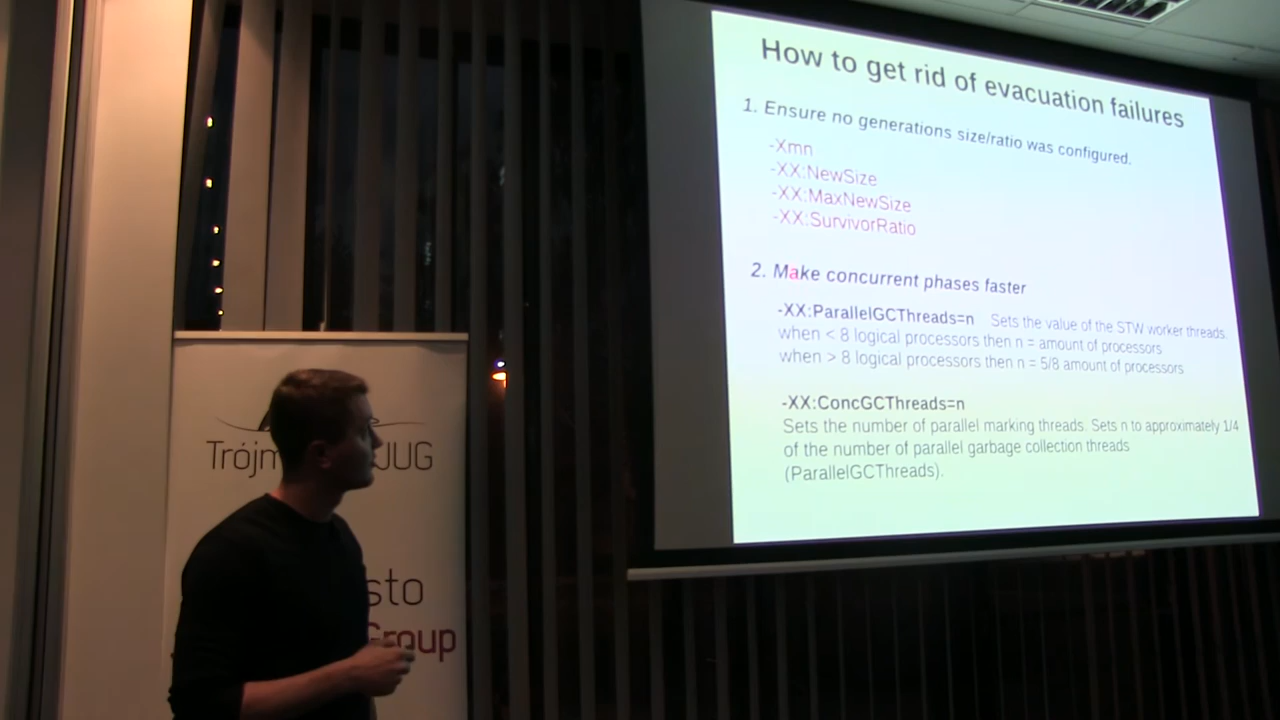 How to get rid of evacuation failures
1. Ensure no generations size/ratio was configured.
-Xmn
-XX:NewSize
-XX:MaxNewSize
-XX:SurvivorRatio
2. Make concurrent phases faster
-XX:ParallelGCThreads=n Sets the value of the STW worker threads.
when < 8 logical processors then n = amount of processors
when > 8 logical processors then n = 5/8 amount of processors
-XX:ConcGCThreads=n
Sets the number of parallel marking threads. Sets n to approximately 1/4
of the number of parallel garbage collection threads
(ParallelGCThreads).
JUG
Group